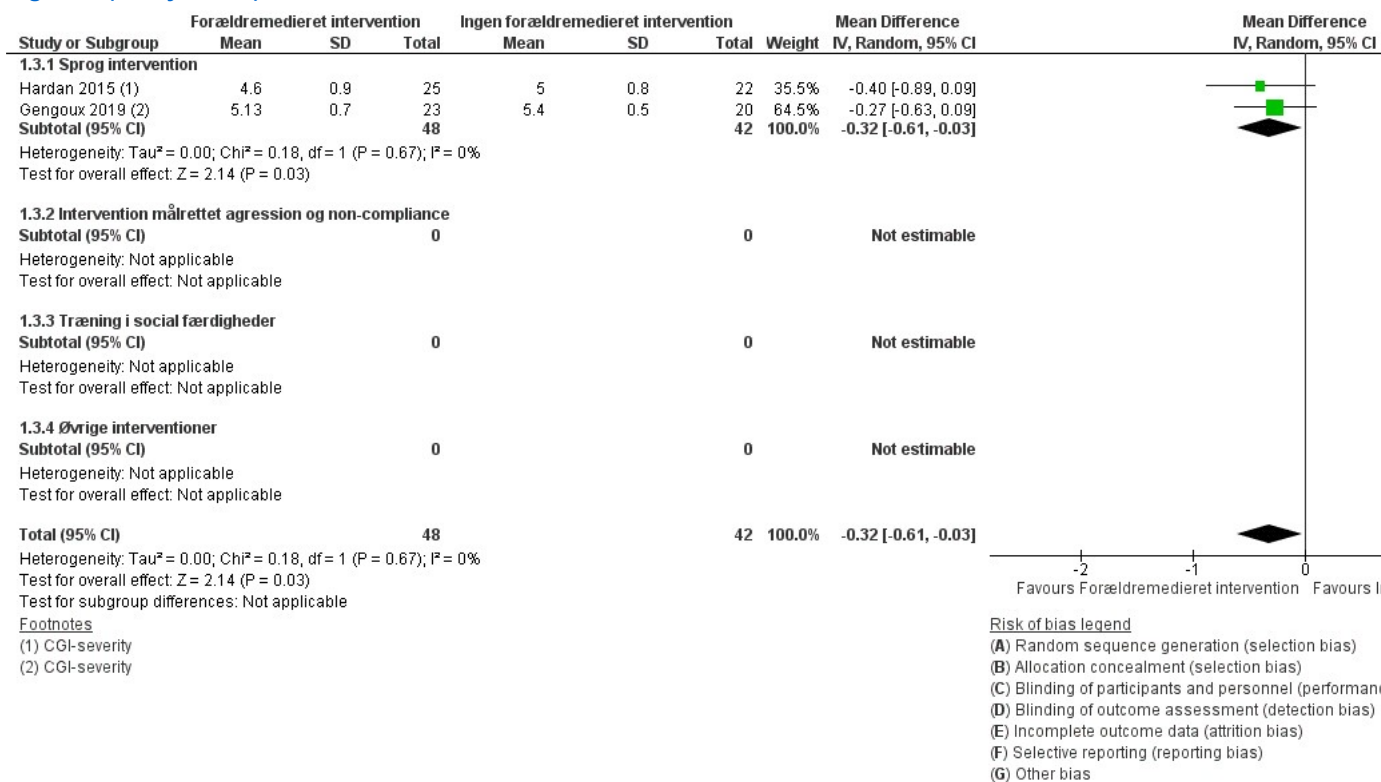 Forældremedieret intervention Ingen forældremedieret intervention Mean Difference Mean Difference
Study or Subgroup Mean SD Total Mean SD Total Weight IV, Random, 95% CI IV, Random, 95% CI
1.3.1 Sprog intervention
Hardan 2015 (1) 4.6 0.9 25 5 0.8 22 35.5% -0.40 [-0.89, 0.09]
Gengoux 2019 (2) 5.13 0.7 23 5.4 0.5 20 64.5% -0.27 [-0.63, 0.09]
Subtotal (95% CI) 48 42 100.0% -0.32 [-0.61, -0.03]
Heterogeneity: Tau² = 0.00; Chi² = 0.18, df = 1 (P = 0.67); I² = 0%
Test for overall effect: Z = 2.14 (P = 0.03)
1.3.2 Intervention målrettet agression og non-compliance
Subtotal (95% CI) 0 0 Not estimable
Heterogeneity: Not applicable
Test for overall effect: Not applicable
1.3.3 Træning i social færdigheder
Subtotal (95% CI) 0 0 Not estimable
Heterogeneity: Not applicable
Test for overall effect: Not applicable
1.3.4 Øvrige interventioner
Subtotal (95% CI) 0 0 Not estimable
Heterogeneity: Not applicable
Test for overall effect: Not applicable
Total (95% CI) 48 42 100.0% -0.32 [-0.61, -0.03]
Heterogeneity: Tau² = 0.00; Chi² = 0.18, df = 1 (P = 0.67); I² = 0%
Test for overall effect: Z = 2.14 (P = 0.03)
Test for subgroup differences: Not applicable
-2 -1 0
Favours Forældremedieret intervention Favours
Footnotes
(1) CGI-severity
(2) CGI-severity
Risk of bias legend
(A) Random sequence generation (selection bias)
(B) Allocation concealment (selection bias)
(C) Blinding of participants and personnel (performan
(D) Blinding of outcome assessment (detection bias)
(E) Incomplete outcome data (attrition bias)
(F) Selective reporting (reporting bias)
(G) Other bias